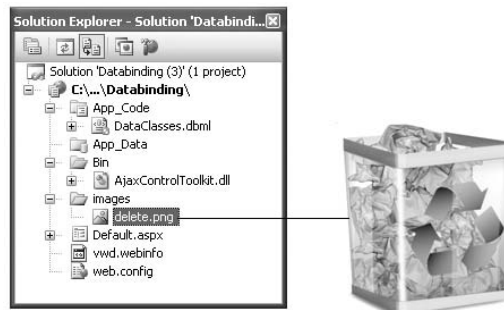 Solution Explorer - Solution 'Databindi...
Solution 'Databinding (3)' (1 project)
C:\...\Databinding\
App_Code
DataClasses.dbml
App_Data
Bin
AjaxControlToolkit.dll
images
delete.png
Default.aspx
vwd.webinfo
web.config